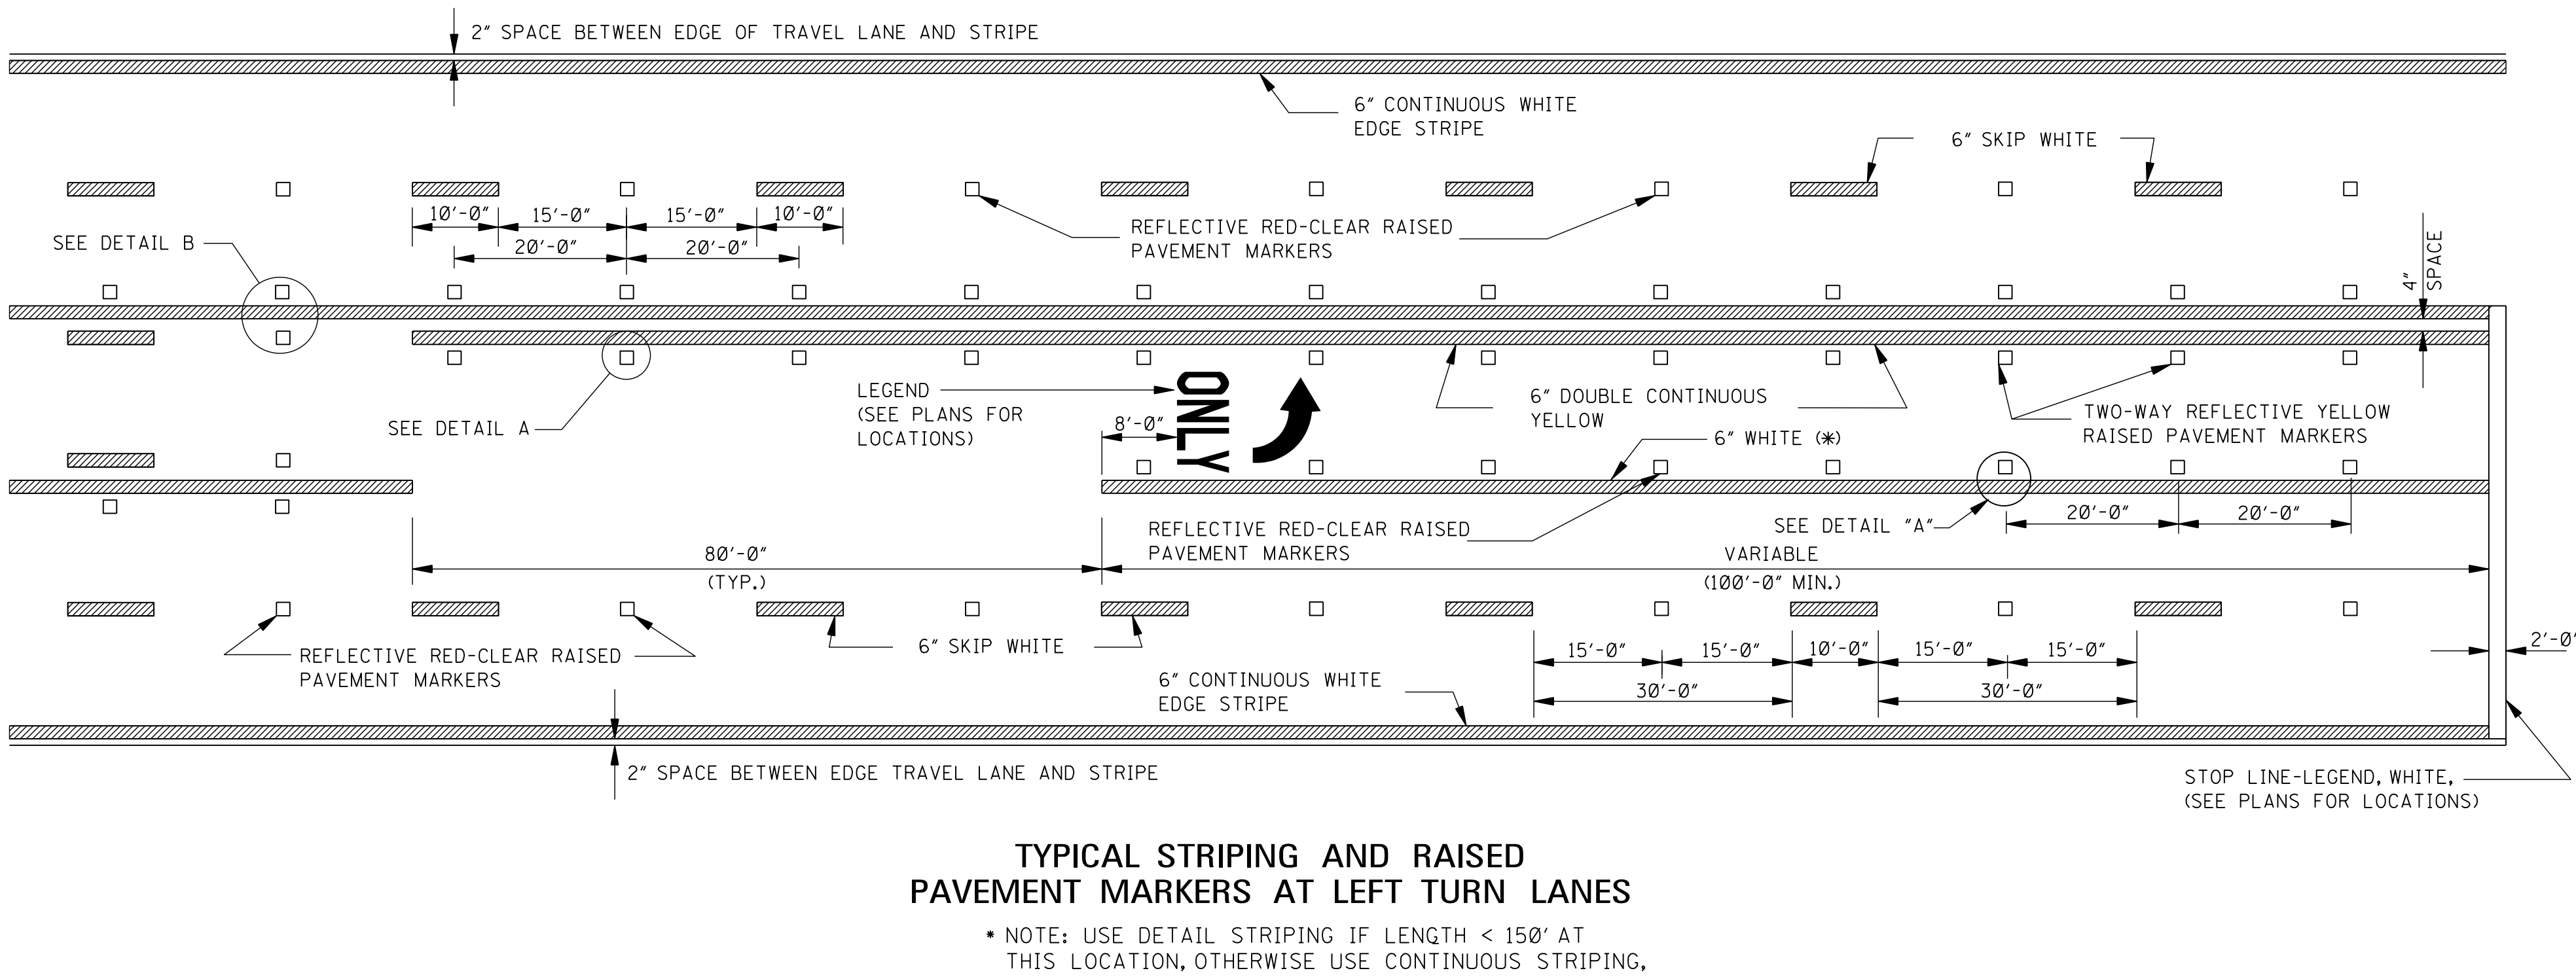 2" SPACE BETWEEN EDGE OF TRAVEL LANE AND STRIPE
6" CONTINUOUS WHITE
EDGE STRIPE
6" SKIP WHITE
10'-0"
15'-0"
15'-0"
10'-0"
20'-0"
20'-0"
REFLECTIVE RED-CLEAR RAISED
PAVEMENT MARKERS
SEE DETAIL B
4"
SPACE
SEE DETAIL A
LEGEND
(SEE PLANS FOR
LOCATIONS)
8'-0"
ONLY
6" DOUBLE CONTINUOUS
YELLOW
TWO-WAY REFLECTIVE YELLOW
RAISED PAVEMENT MARKERS
6" WHITE (*)
REFLECTIVE RED-CLEAR RAISED
PAVEMENT MARKERS
SEE DETAIL "A"
20'-0"
20'-0"
80'-0"
(TYP.)
VARIABLE
(100'-0" MIN.)
REFLECTIVE RED-CLEAR RAISED
PAVEMENT MARKERS
6" SKIP WHITE
15'-0"
15'-0"
10'-0"
15'-0"
15'-0"
30'-0"
30'-0"
2'-0"
6" CONTINUOUS WHITE
EDGE STRIPE
2" SPACE BETWEEN EDGE TRAVEL LANE AND STRIPE
STOP LINE-LEGEND, WHITE,
(SEE PLANS FOR LOCATIONS)
TYPICAL STRIPING AND RAISED
PAVEMENT MARKERS AT LEFT TURN LANES
* NOTE: USE DETAIL STRIPING IF LENGTH < 150' AT
THIS LOCATION, OTHERWISE USE CONTINUOUS STRIPING,